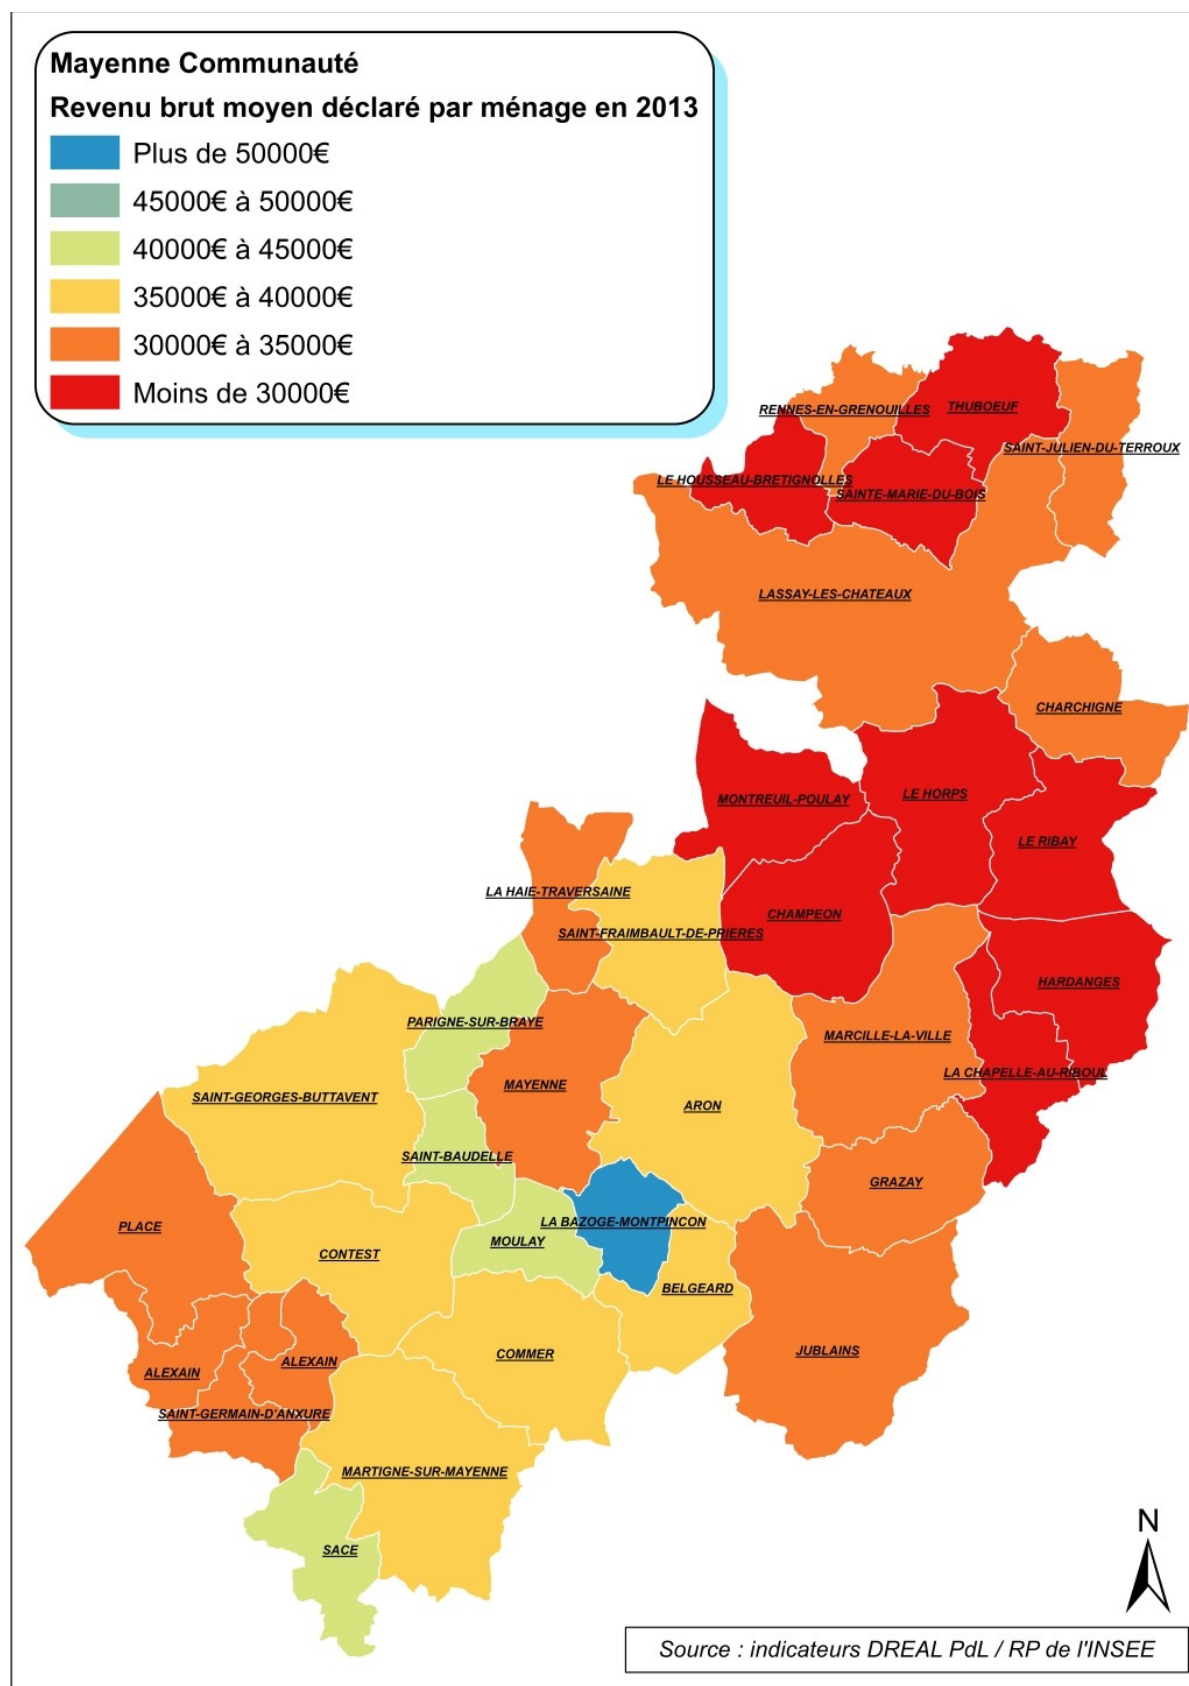 Mayenne Communauté
Revenu brut moyen déclaré par ménage en 2013
Plus de 50000€
45000€ à 50000€
40000€ à 45000€
35000€ à 40000€
30000€ à 35000€
Moins de 30000€
RENNES-EN-GRENOUILLES
THUBOEUF
SAINT-JULIEN-DU-TERROUX
LE HOUSSEAU-BRETIGNOLLES
SAINTE-MARIE-DU-BOIS
LASSAY-LES-CHATEAUX
CHARCHIGNE
MONTREUIL-POULAY
LE HORPS
LE RIBAY
LA HAIE-TRAVERSAINE
CHAMPEON
SAINT-FRAIMBAULT-DE-PRIERES
HARDANGES
PARIGNE-SUR-BRAYE
MARCILLE-LA-VILLE
LA CHAPELLE-AU-RIBOUL
MAYENNE
SAINT-GEORGES-BUTTAVENT
ARON
SAINT-BAUDELLE
GRAZAY
PLACE
LA BAZOGE-MONTPINCON
MOULAY
CONTEST
BELGEARD
JUBLAINS
COMMER
ALEXAIN
ALEXAIN
SAINT-GERMAIN-D'ANXURE
MARTIGNE-SUR-MAYENNE
SACE
N
Source : indicateurs DREAL PdL / RP de l'INSEE